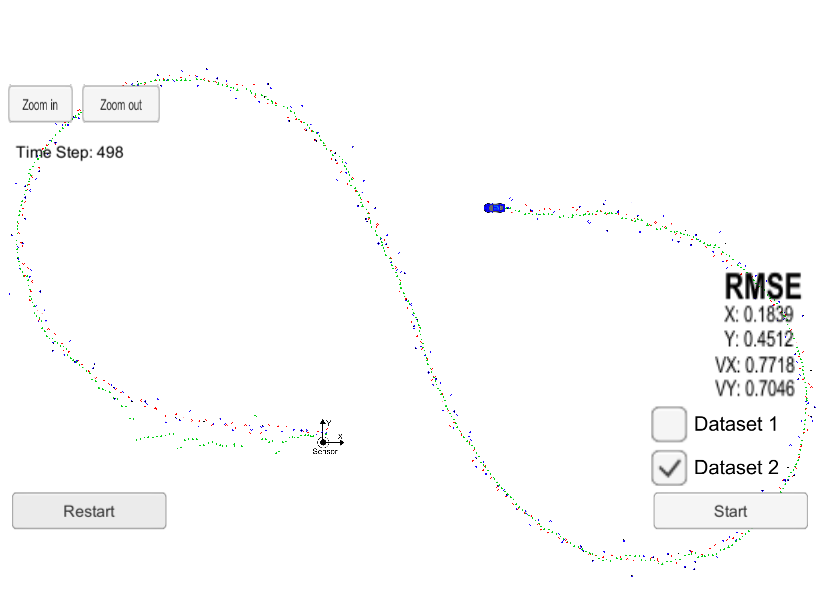 Zoom in
Zoom out
Time Step: 498
RMSE
X: 0.1839
Y: 0.4512
VX: 0.7718
VY: 0.7046
Dataset 1
Y
X
Sensor
Dataset 2
Restart
Start